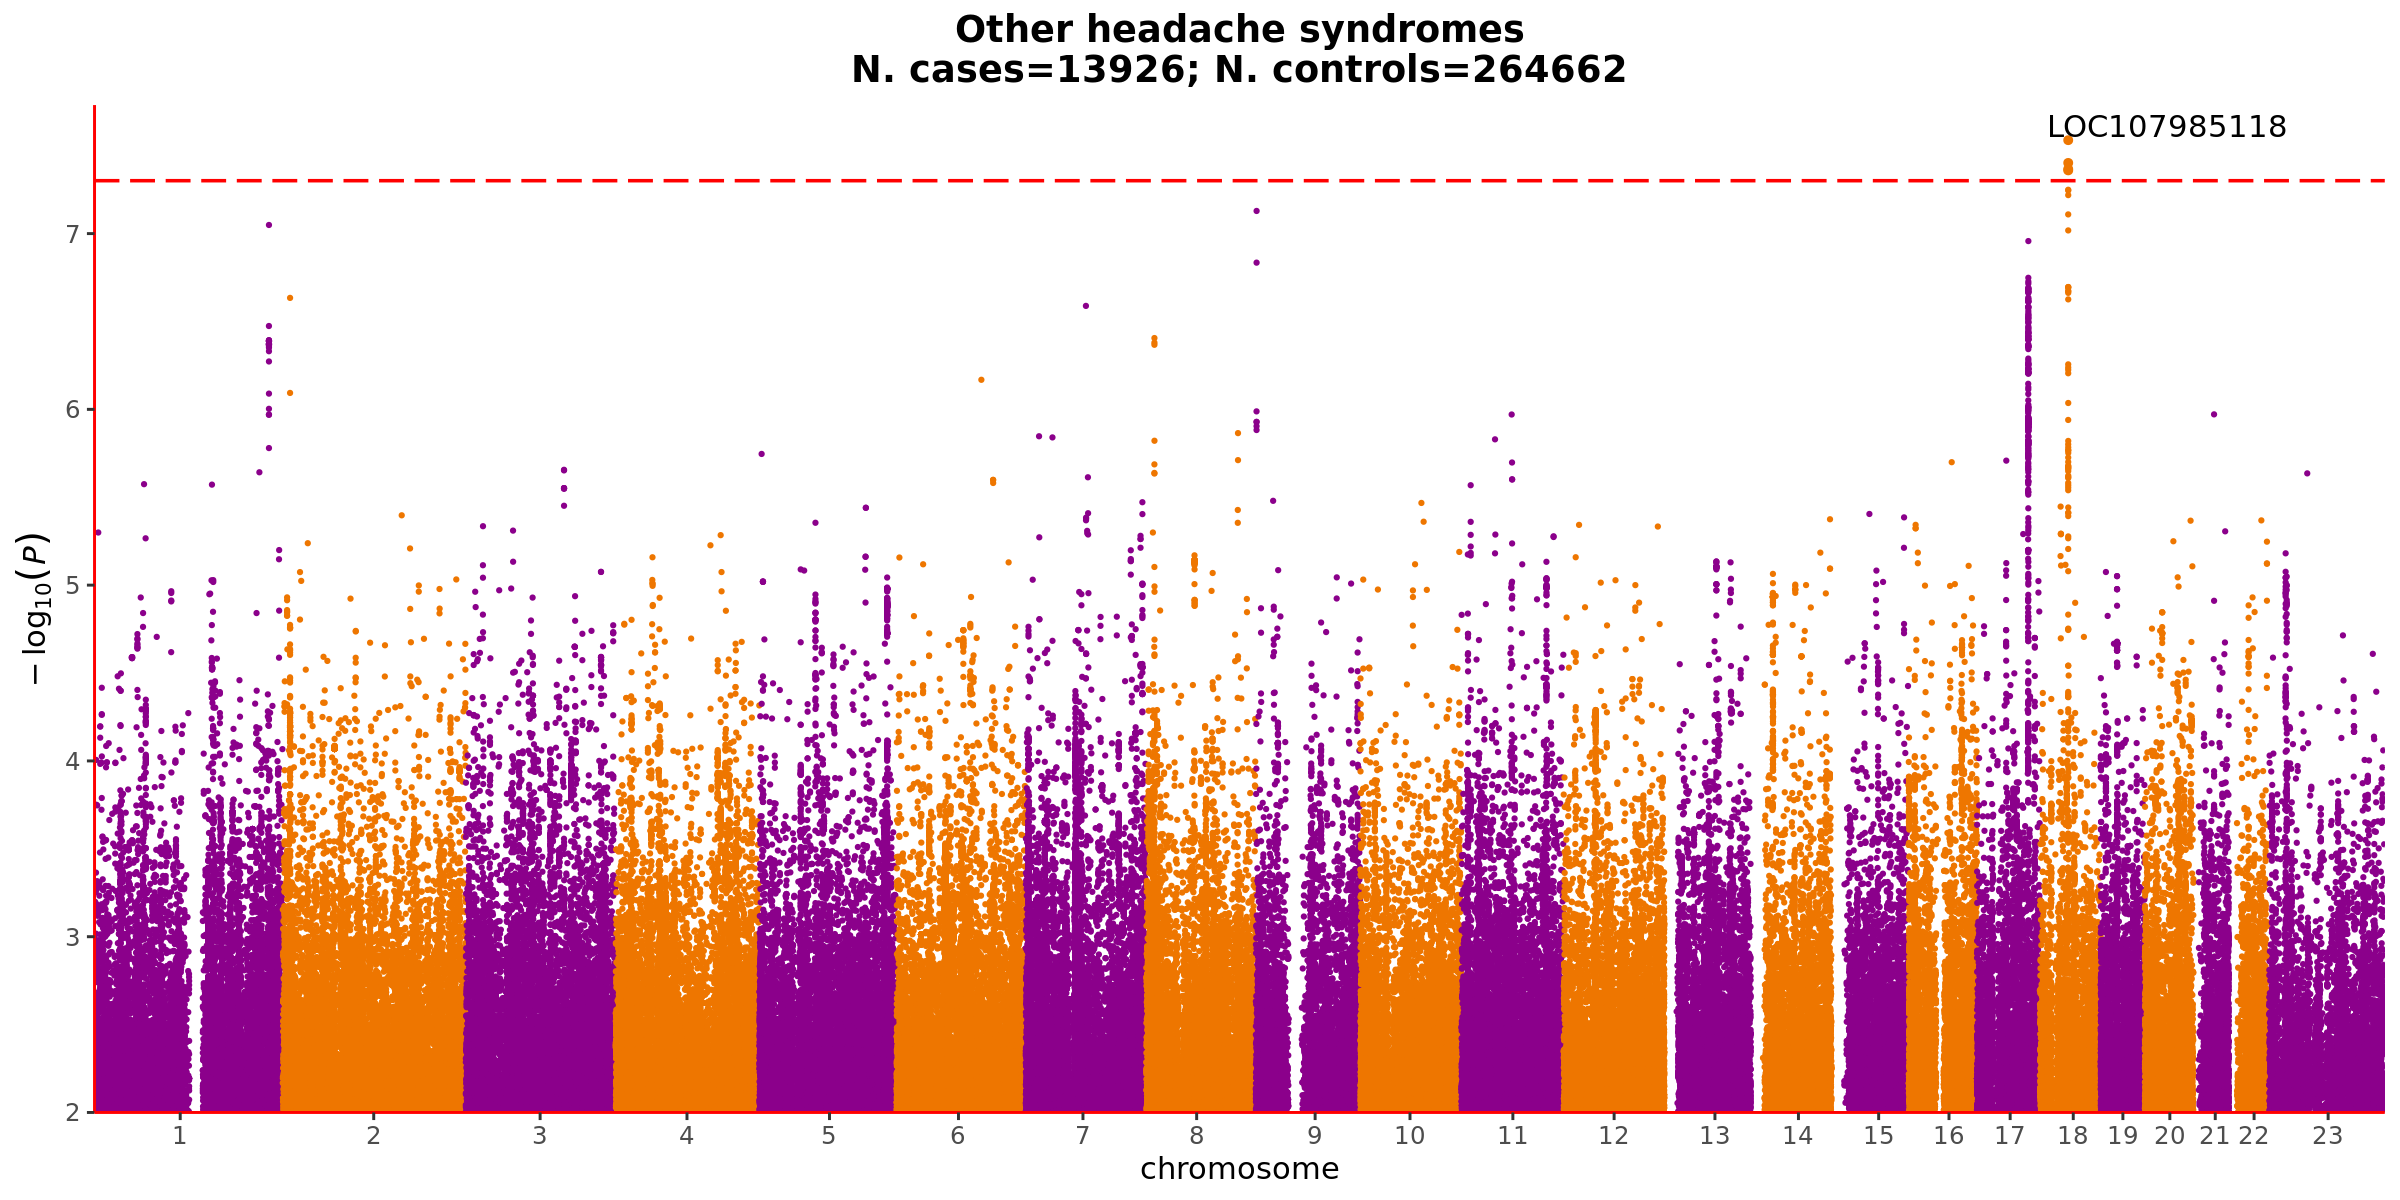 Other headache syndromes
N. cases=13926; N. controls=264662
LOC107985118
7
6
5
4
3
2
−log10(P)
1 2 3 4 5 6 7 8 9 10 11 12 13 14 15 16 17 18 19 20 21 22 23
chromosome